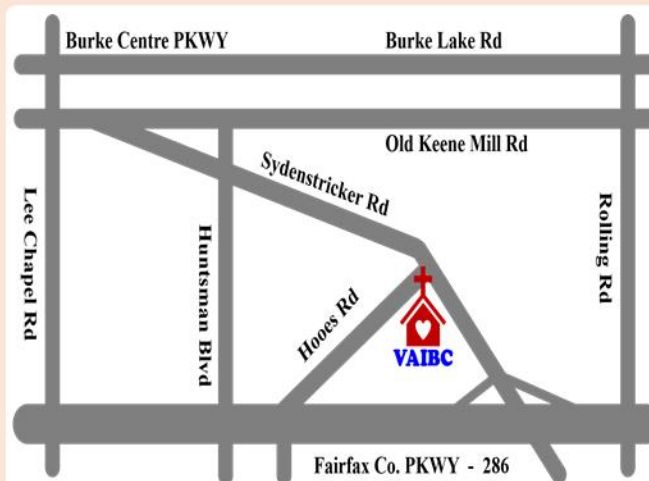 Burke Centre PKWY
Burke Lake Rd
Old Keene Mill Rd
Sydenstricker Rd
Lee Chapel Rd
Huntsman Blvd
Rolling Rd
Hooes Rd
VAIBC
Fairfax Co. PKWY - 286